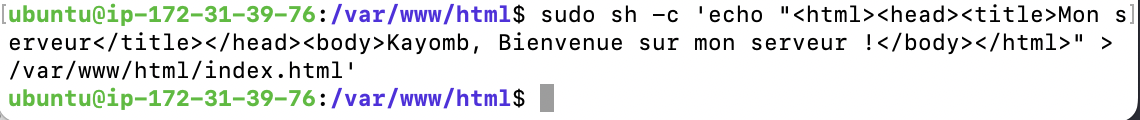 [ubuntu@ip-172-31-39-76:/var/www/html$ sudo sh -c 'echo "<html><head><title>Mon s]
erveur</title></head><body>Kayomb, Bienvenue sur mon serveur !</body></html>" >
/var/www/html/index.html'
ubuntu@ip-172-31-39-76:/var/www/html$